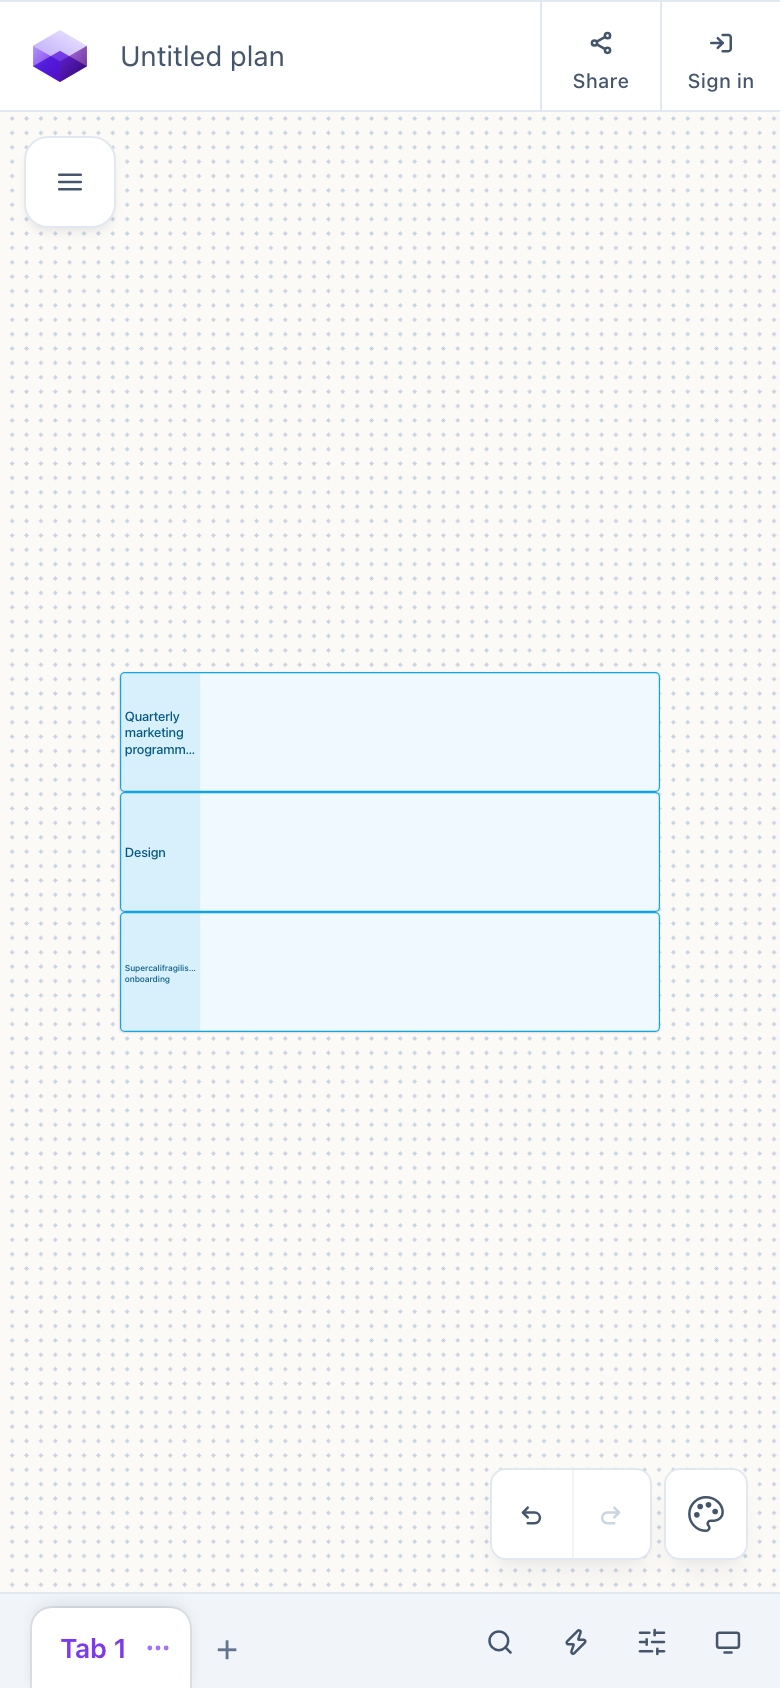 Untitled plan
Share
Sign in
Quarterly
marketing
programm...
Design
Supercalifragilis...
onboarding
Tab 1